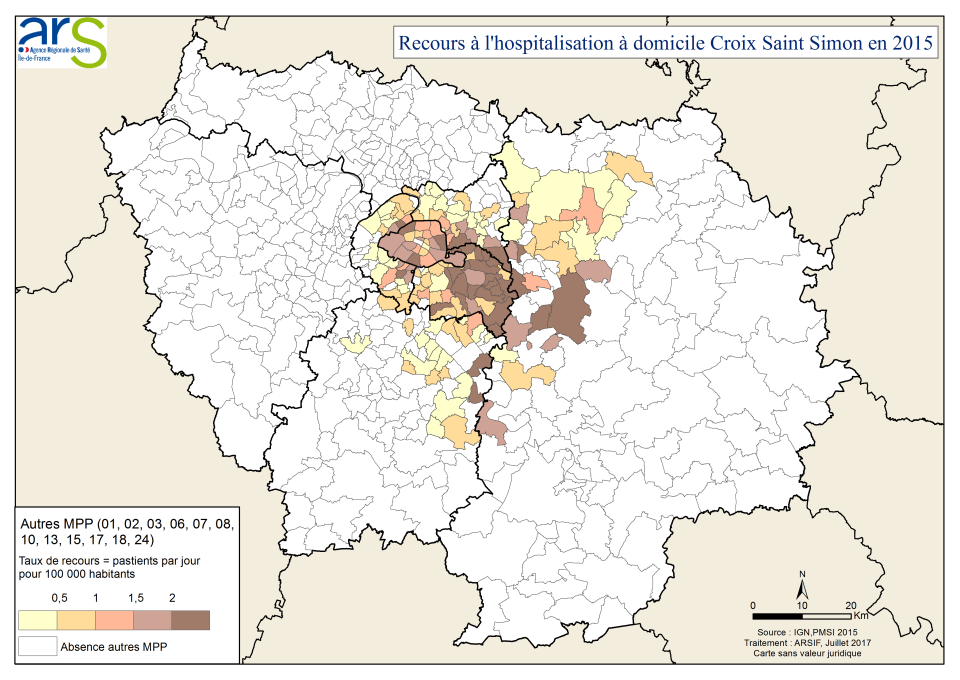 ars
Agence Régionale de Santé
Île-de-France
Recours à l'hospitalisation à domicile Croix Saint Simon en 2015
Autres MPP (01, 02, 03, 06, 07, 08,
10, 13, 15, 17, 18, 24)
Taux de recours = pastients par jour
pour 100 000 habitants
0,5 1 1,5 2
Absence autres MPP
N
0 10 20
Km
Source : IGN,PMSI 2015
Traitement : ARSIF, Juillet 2017
Carte sans valeur juridique